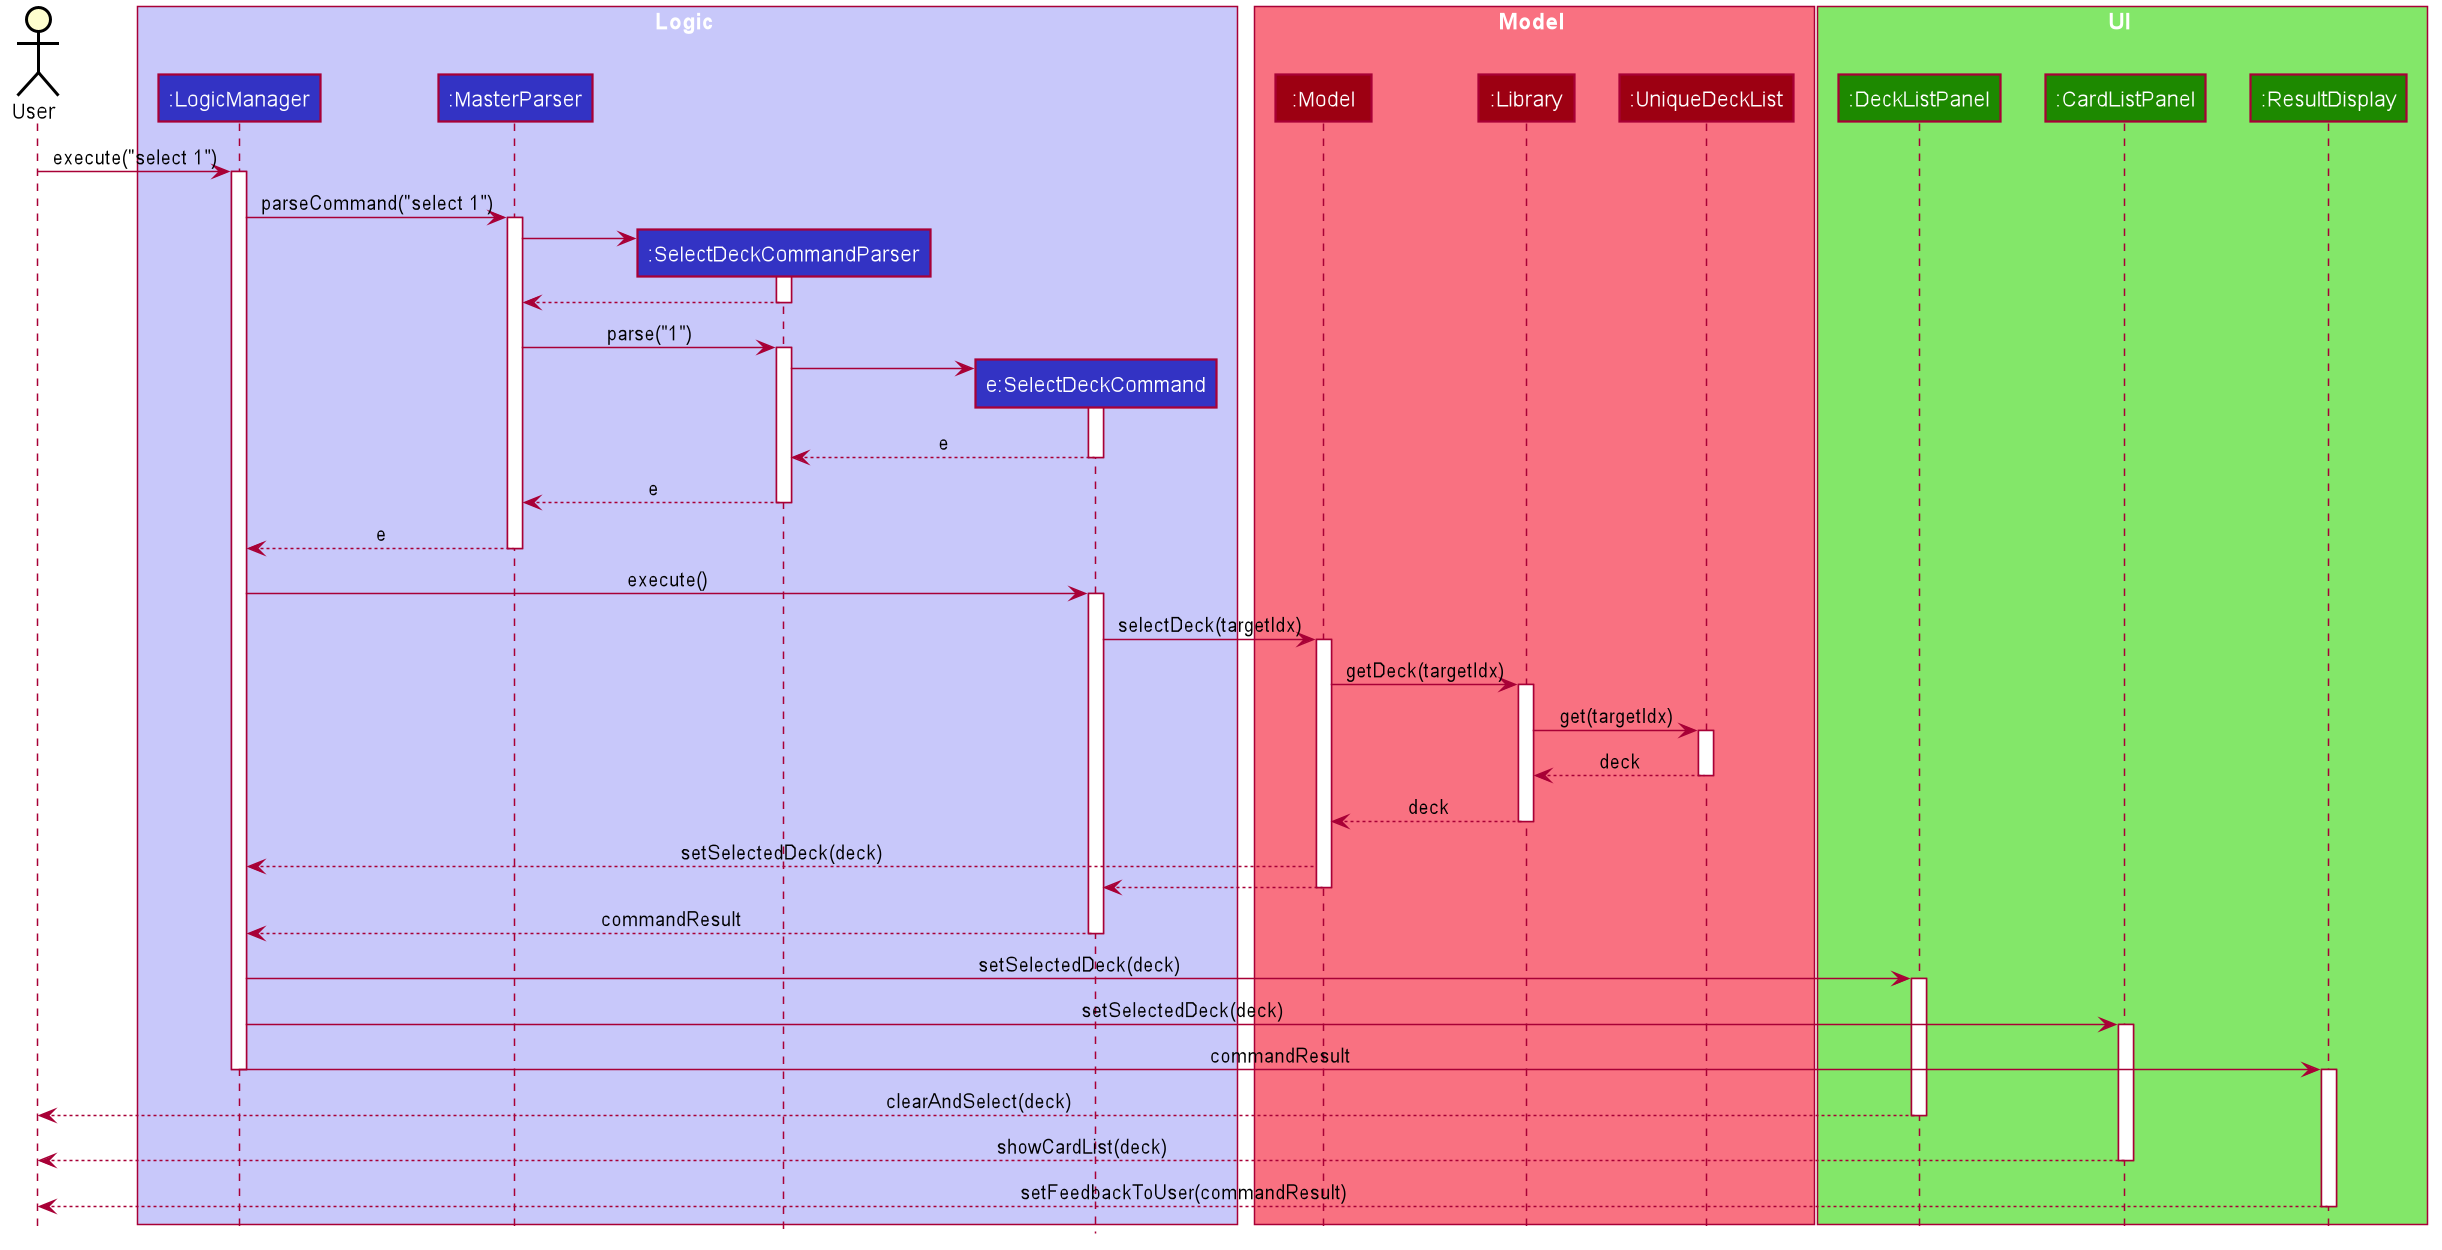 Logic
Model
UI
User
:LogicManager
:MasterParser
:Model
:Library
:UniqueDeckList
:DeckListPanel
:CardListPanel
:ResultDisplay
execute("select 1")
parseCommand("select 1")
:SelectDeckCommandParser
parse("1")
e:SelectDeckCommand
e
e
e
execute()
selectDeck(targetIdx)
getDeck(targetIdx)
get(targetIdx)
deck
deck
setSelectedDeck(deck)
commandResult
setSelectedDeck(deck)
setSelectedDeck(deck)
commandResult
clearAndSelect(deck)
showCardList(deck)
setFeedbackToUser(commandResult)